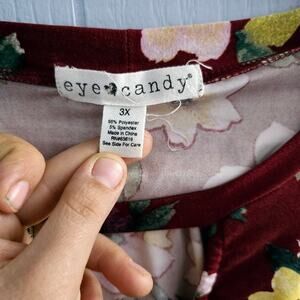 eye candy
3X
95% Polyester
5% Spandex
Made in China
See Side For Care